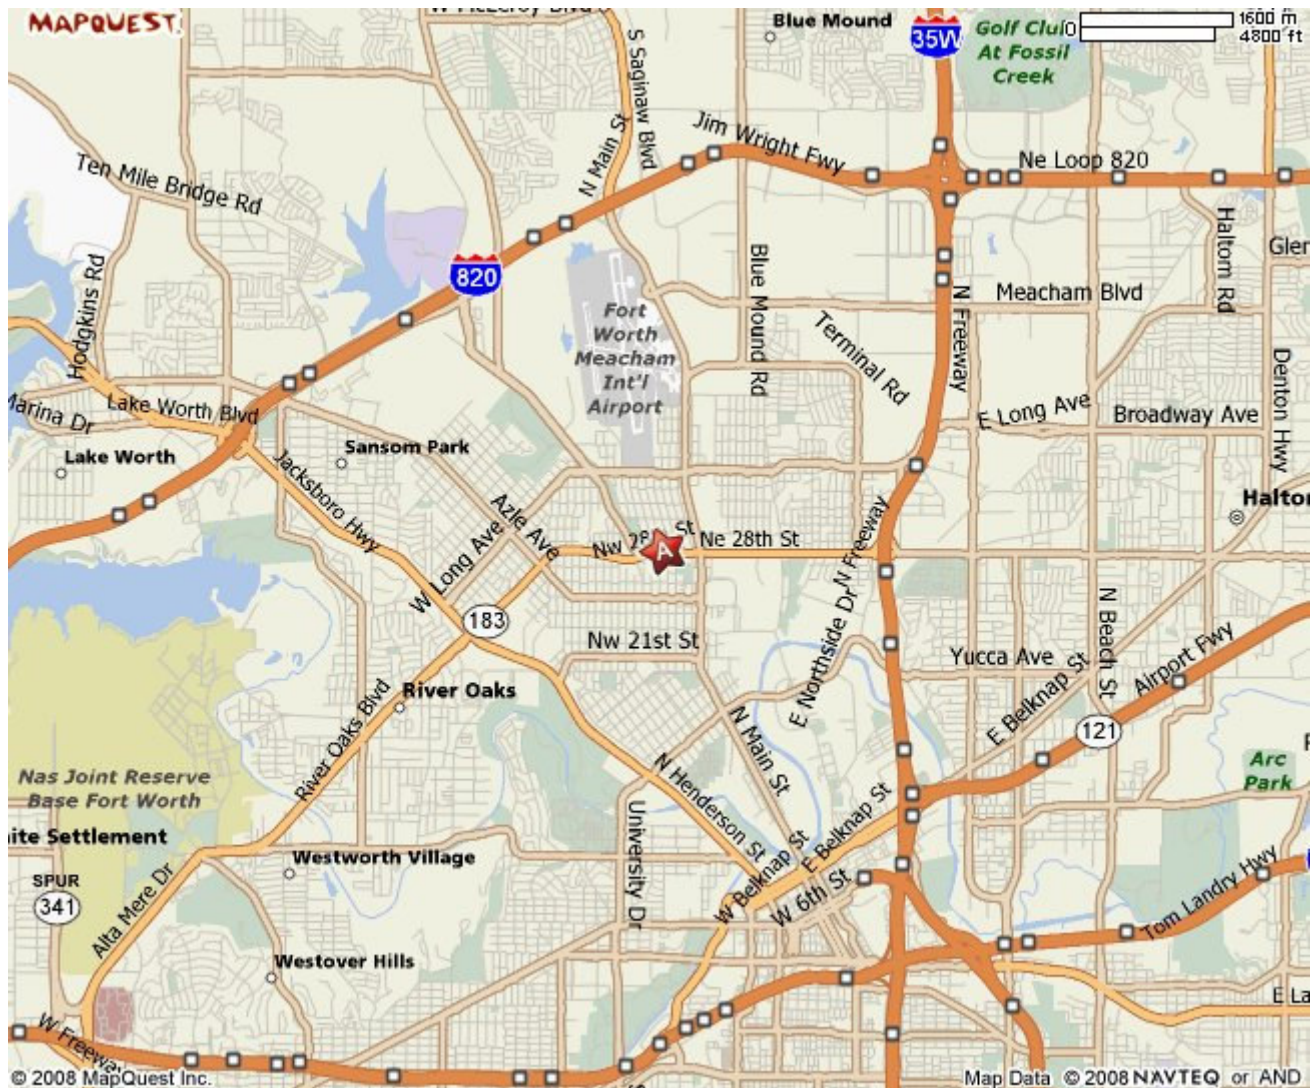 MAPQUEST.
W McLeroy Blvd
Blue Mound
35W
Golf Club
At Fossil
Creek
0
1600 m
4800 ft
S Saginaw Blvd
N Main St
Jim Wright Fwy
Ne Loop 820
Ten Mile Bridge Rd
Haltom Rd
Blue Mound Rd
820
Hodgkins Rd
Fort
Worth
Meacham
Int'l
Airport
Meacham Blvd
N Freeway
Terminal Rd
Denton Hwy
Marina Dr
Lake Worth Blvd
E Long Ave
Broadway Ave
Sansom Park
Lake Worth
Jacksboro Hwy
Azle Ave
W Long Ave
Nw 28th St
A
Ne 28th St
N Freeway
183
Nw 21st St
E Northside Dr
Yucca Ave
N Beach St
Airport Fwy
E Belknap St
121
River Oaks
River Oaks Blvd
N Main St
Nas Joint Reserve
Base Fort Worth
Arc
Park
N Henderson St
University Dr
ite Settlement
Westworth Village
W Belknap St
E Belknap St
W 6th St
SPUR
341
Alta Mere Dr
Tom Landry Hwy
Westover Hills
W Freeway
© 2008 MapQuest Inc.
Map Data © 2008 NAVTEQ or AND